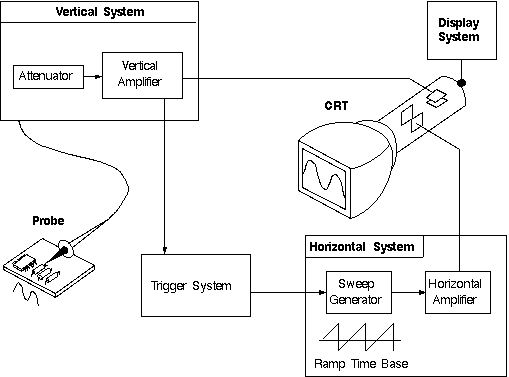 Vertical System
Display
System
Attenuator
Vertical
Amplifier
CRT
Probe
Horizontal System
Trigger System
Sweep
Generator
Horizontal
Amplifier
Ramp Time Base